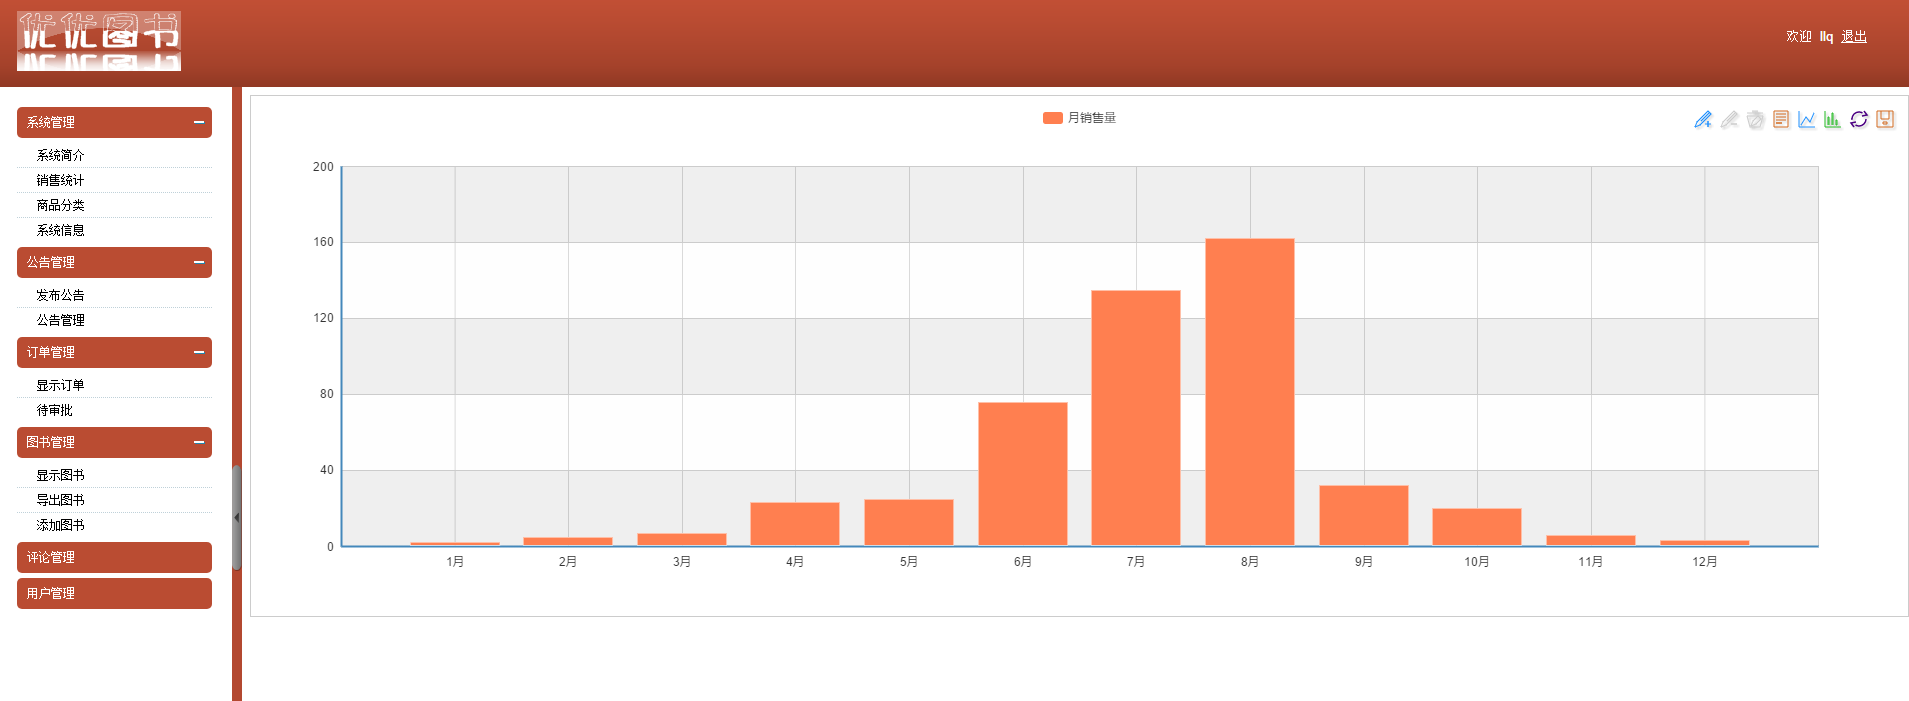 优优图书
欢迎 llq 退出
系统管理
系统简介
销售统计
商品分类
系统信息
公告管理
发布公告
公告管理
订单管理
显示订单
待审批
图书管理
显示图书
导出图书
添加图书
评论管理
用户管理
月销售量
200
160
120
80
40
0
1月 2月 3月 4月 5月 6月 7月 8月 9月 10月 11月 12月